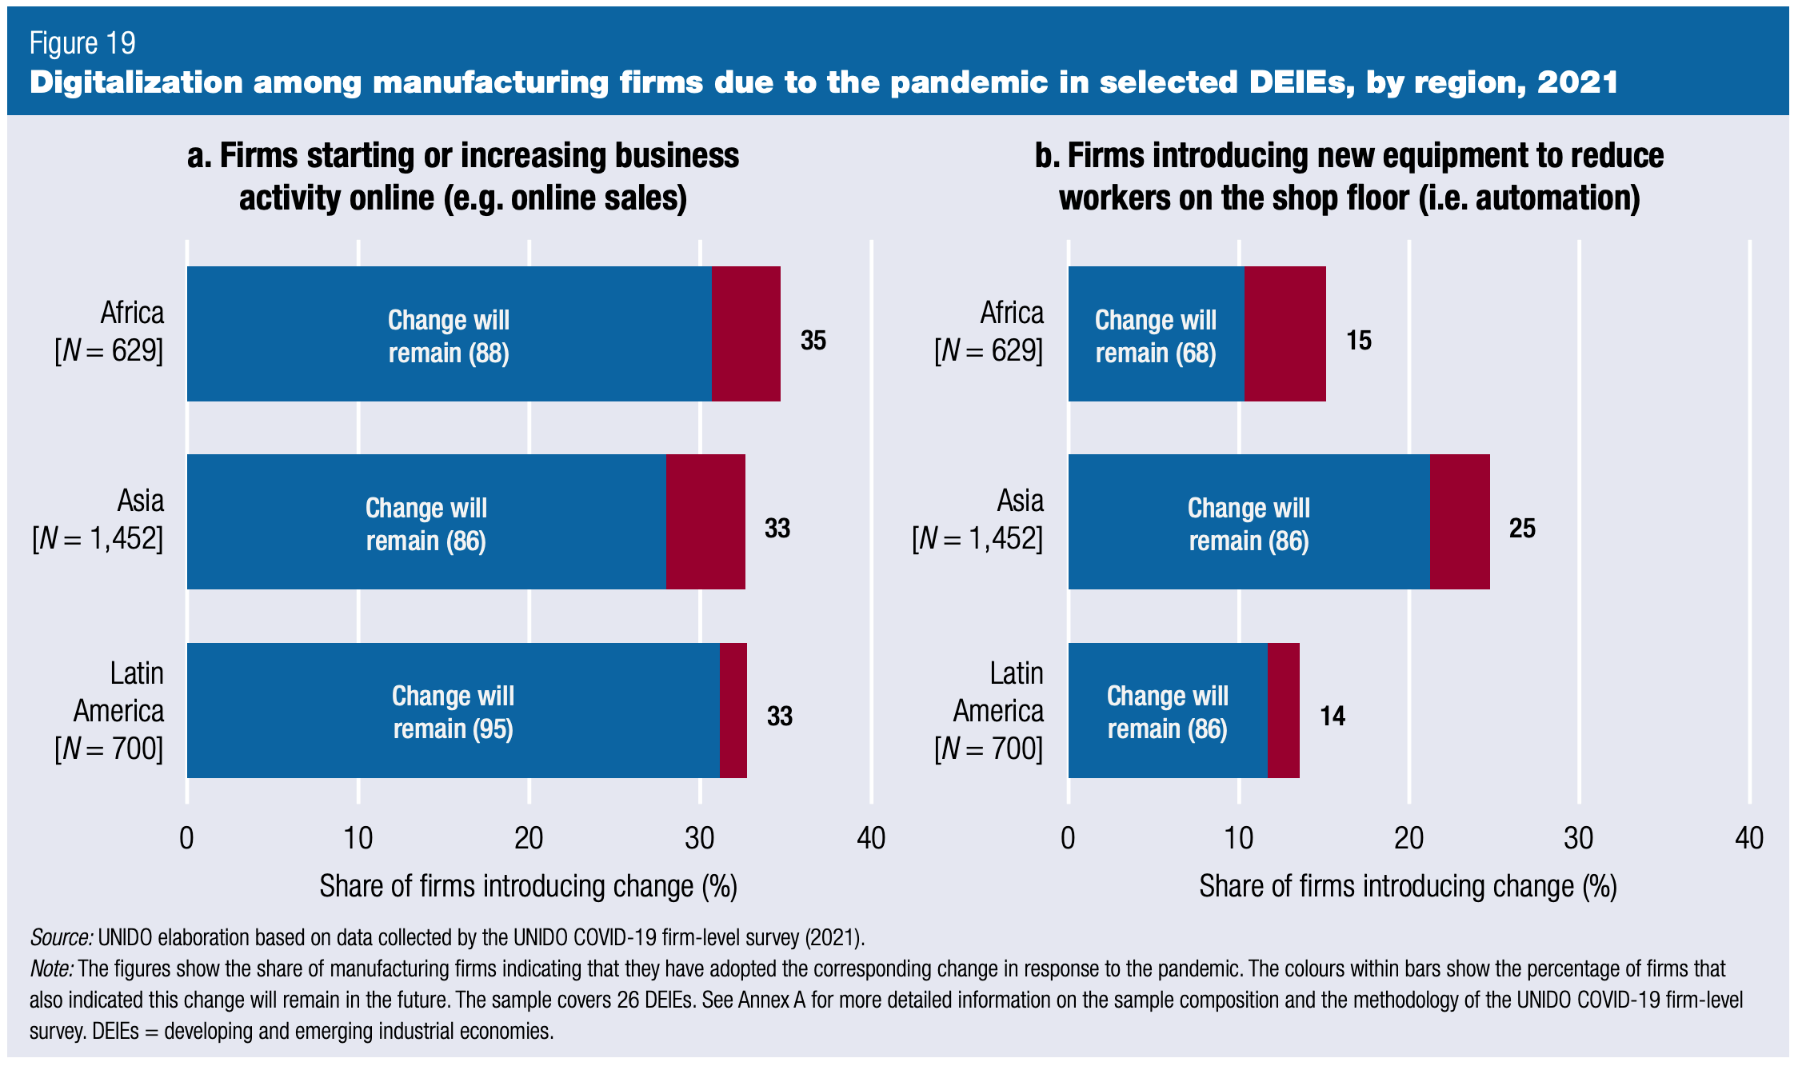 Figure 19
Digitalization among manufacturing firms due to the pandemic in selected DEIEs, by region, 2021
a. Firms starting or increasing business
activity online (e.g. online sales)
Africa
[N = 629]
Change will
remain (88)
35
Asia
[N = 1,452]
Change will
remain (86)
33
Latin
America
[N = 700]
Change will
remain (95)
33
0 10 20 30 40
Share of firms introducing change (%)
b. Firms introducing new equipment to reduce
workers on the shop floor (i.e. automation)
Africa
[N = 629]
Change will
remain (68)
15
Asia
[N = 1,452]
Change will
remain (86)
25
Latin
America
[N = 700]
Change will
remain (86)
14
0 10 20 30 40
Share of firms introducing change (%)
Source: UNIDO elaboration based on data collected by the UNIDO COVID-19 firm-level survey (2021).
Note: The figures show the share of manufacturing firms indicating that they have adopted the corresponding change in response to the pandemic. The colours within bars show the percentage of firms that
also indicated this change will remain in the future. The sample covers 26 DEIEs. See Annex A for more detailed information on the sample composition and the methodology of the UNIDO COVID-19 firm-level
survey. DEIEs = developing and emerging industrial economies.